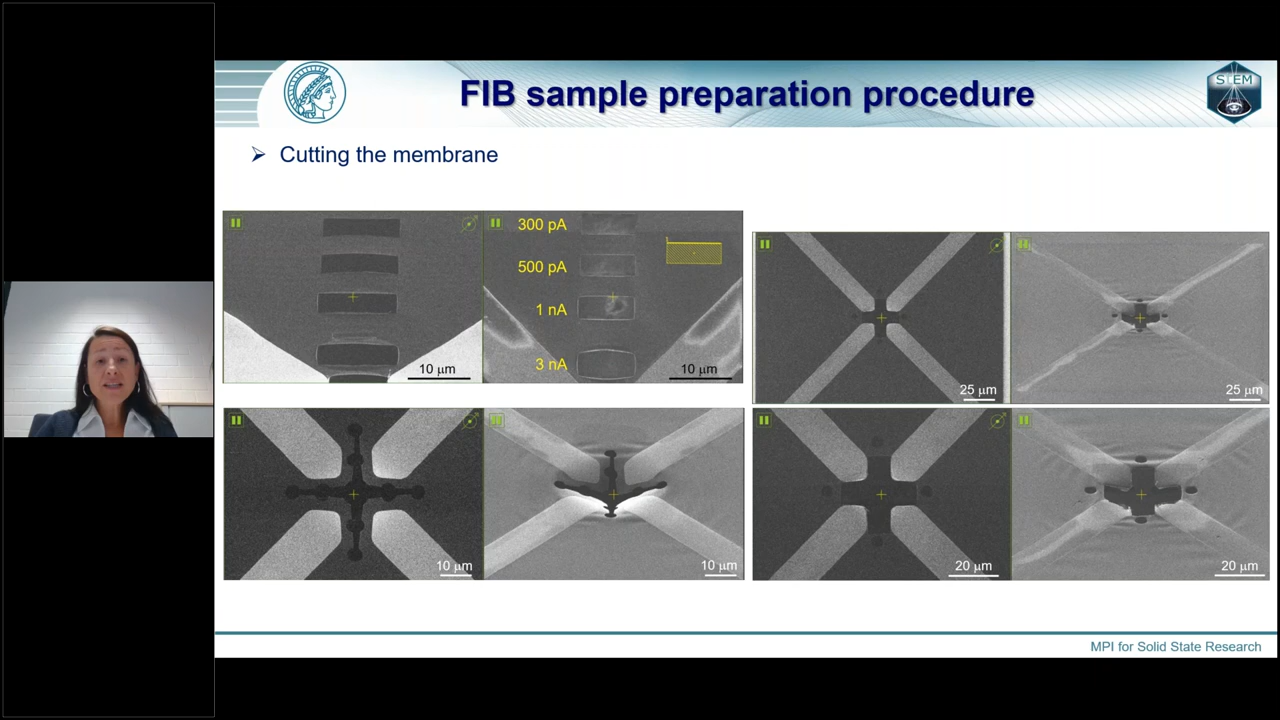 FIB sample preparation procedure
STEM
➢ Cutting the membrane
300 pA
500 pA
1 nA
3 nA
10 μm
10 μm
25 μm
25 μm
10 μm
10 μm
20 μm
20 μm
MPI for Solid State Research